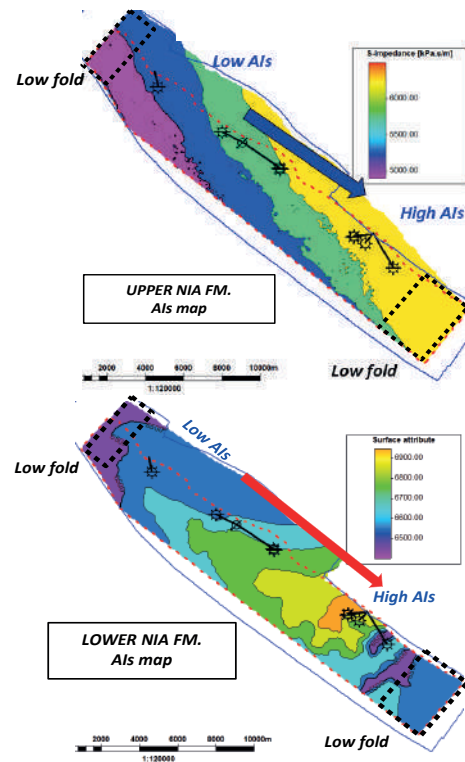 Low AIs
S-Impedance [kPa.s/m]
6000.00
5500.00
5000.00
Low fold
High AIs
UPPER NIA FM.
AIs map
Low fold
2000 4000 6000 8000 10000m
1:120000
Low AIs
Surface attribute
6900.00
6800.00
6700.00
6600.00
6500.00
Low fold
High AIs
LOWER NIA FM.
AIs map
Low fold
2000 4000 6000 8000 10000m
1:120000